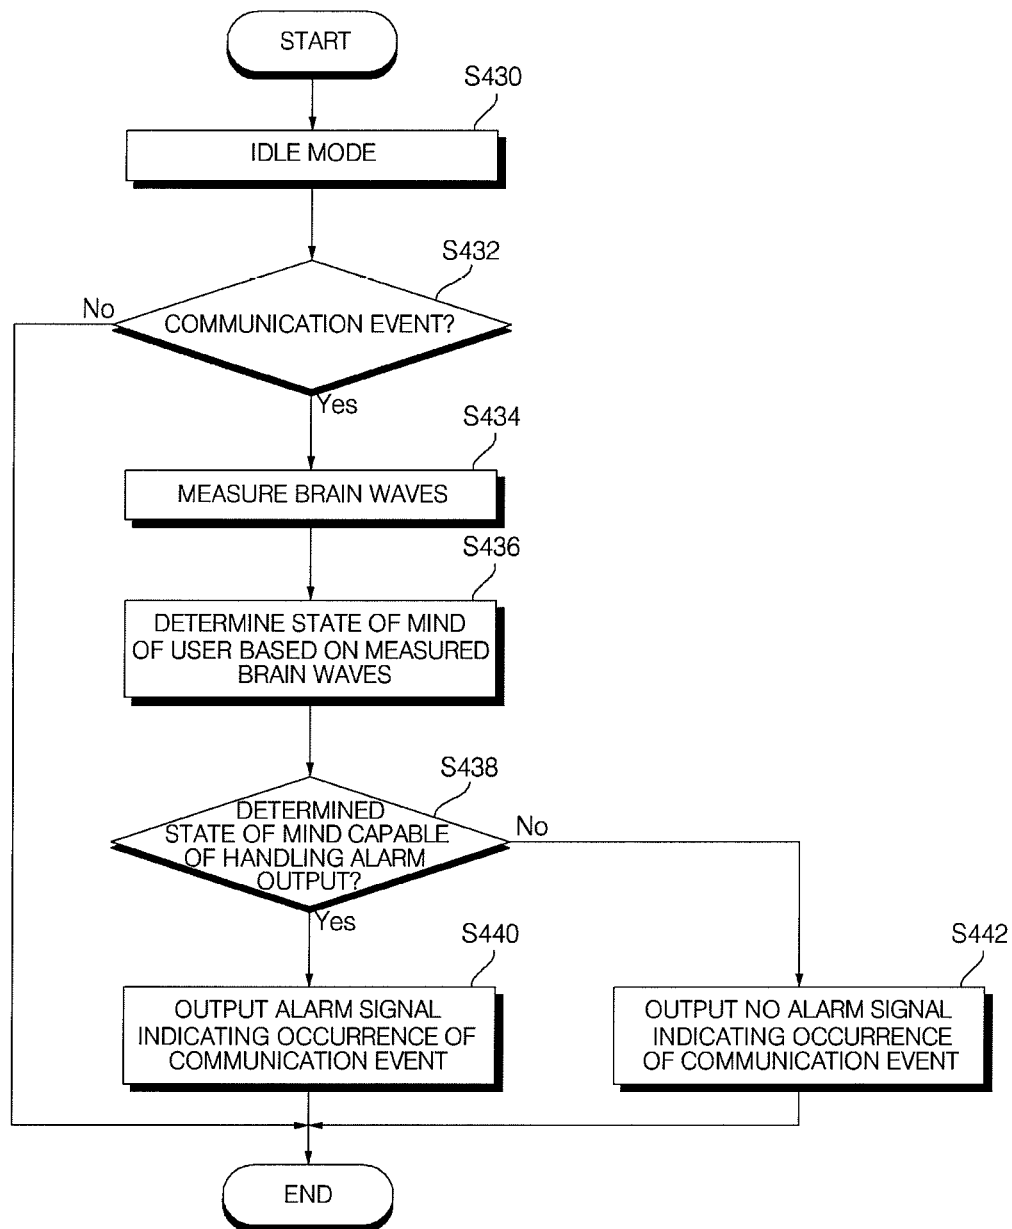 START
S430
IDLE MODE
S432
No
COMMUNICATION EVENT?
Yes
S434
MEASURE BRAIN WAVES
S436
DETERMINE STATE OF MIND
OF USER BASED ON MEASURED
BRAIN WAVES
S438
DETERMINED
STATE OF MIND CAPABLE
OF HANDLING ALARM
OUTPUT?
No
Yes
S440
OUTPUT ALARM SIGNAL
INDICATING OCCURRENCE OF
COMMUNICATION EVENT
S442
OUTPUT NO ALARM SIGNAL
INDICATING OCCURRENCE
OF COMMUNICATION EVENT
END